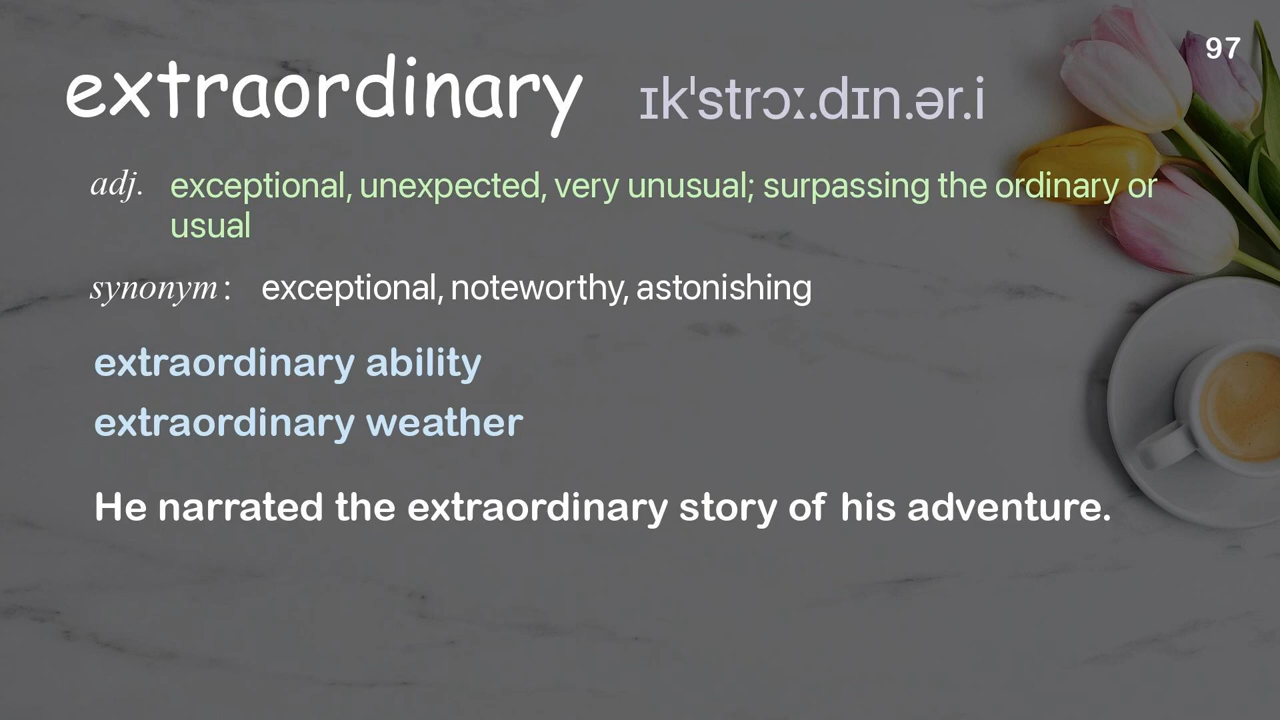 97
extraordinary ɪkˈstrɔː.dɪn.ər.i
adj. exceptional, unexpected, very unusual; surpassing the ordinary or
usual
synonym: exceptional, noteworthy, astonishing
extraordinary ability
extraordinary weather
He narrated the extraordinary story of his adventure.